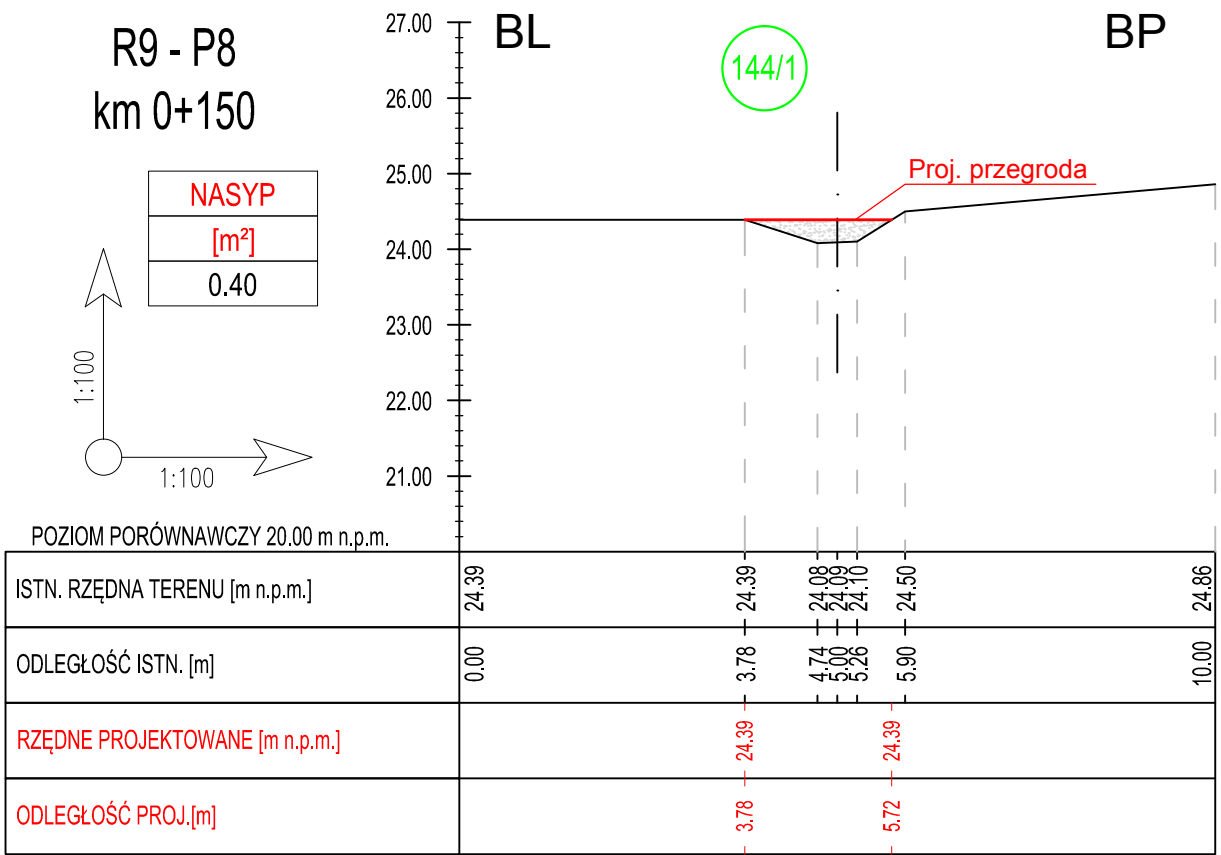 R9 - P8
km 0+150
NASYP
[m²]
0.40
1:100
1:100
27.00
26.00
25.00
24.00
23.00
22.00
21.00
BL
144/1
BP
Proj. przegroda
POZIOM PORÓWNAWCZY 20.00 m n.p.m.
ISTN. RZĘDNA TERENU [m n.p.m.]
24.39
24.39
24.08
24.09
24.10
24.50
24.86
ODLEGŁOŚĆ ISTN. [m]
0.00
3.78
4.74
5.00
5.26
5.90
10.00
RZĘDNE PROJEKTOWANE [m n.p.m.]
24.39
24.39
ODLEGŁOŚĆ PROJ.[m]
3.78
5.72